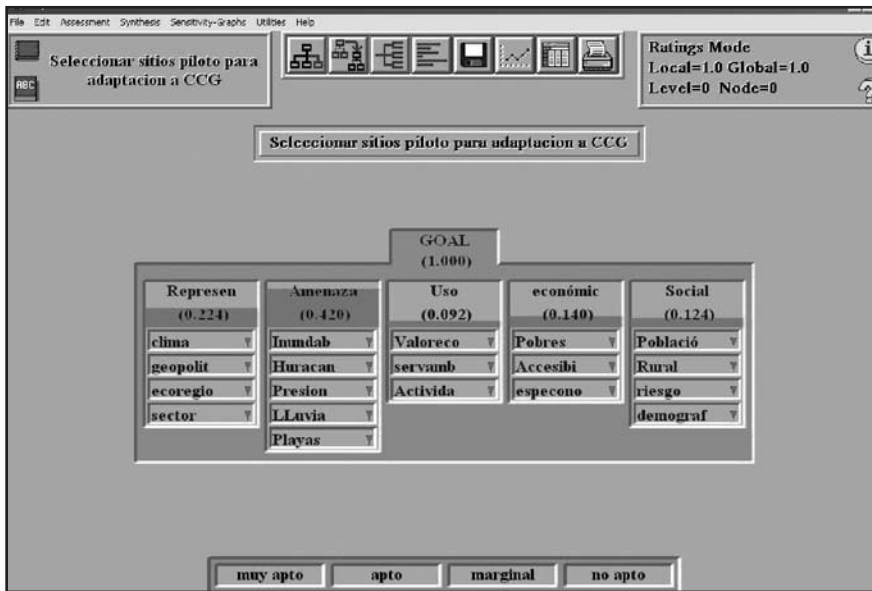 File Edit Assessment Synthesis Sensitivity-Graphs Utilities Help
ABC
Seleccionar sitios piloto para
adaptacion a CCG
Ratings Mode
Local=1.0 Global=1.0
Level=0 Node=0
i
?
Seleccionar sitios piloto para adaptacion a CCG
GOAL
(1.000)
Represen Amenaza Uso económic Social
(0.224) (0.420) (0.092) (0.140) (0.124)
clima Inundab Valoreco Pobres Població
geopolit Huracan servamb Accesibi Rural
ecoregio Presion Activida especono riesgo
sector LLuvia demograf
Playas
muy apto apto marginal no apto